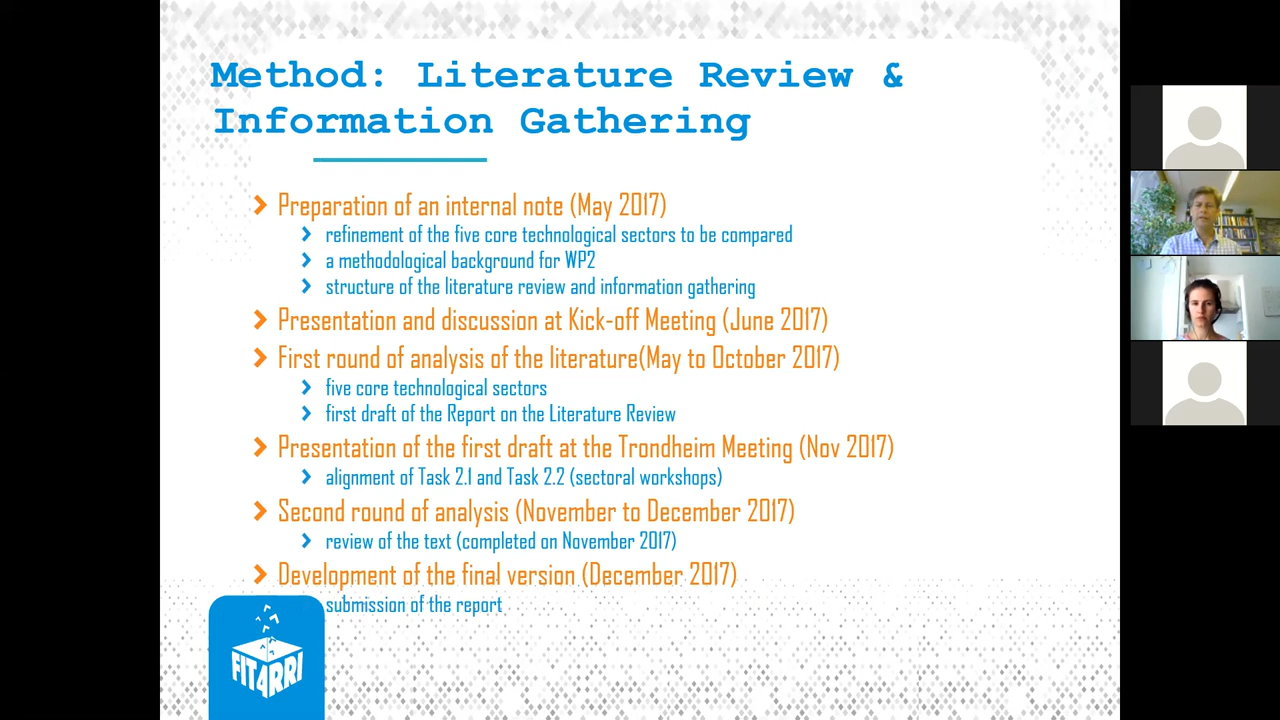 Method: Literature Review &
Information Gathering
Preparation of an internal note (May 2017)
refinement of the five core technological sectors to be compared
a methodological background for WP2
structure of the literature review and information gathering
Presentation and discussion at Kick-off Meeting (June 2017)
First round of analysis of the literature(May to October 2017)
five core technological sectors
first draft of the Report on the Literature Review
Presentation of the first draft at the Trondheim Meeting (Nov 2017)
alignment of Task 2.1 and Task 2.2 (sectoral workshops)
Second round of analysis (November to December 2017)
review of the text (completed on November 2017)
Development of the final version (December 2017)
submission of the report
FIT4RRI